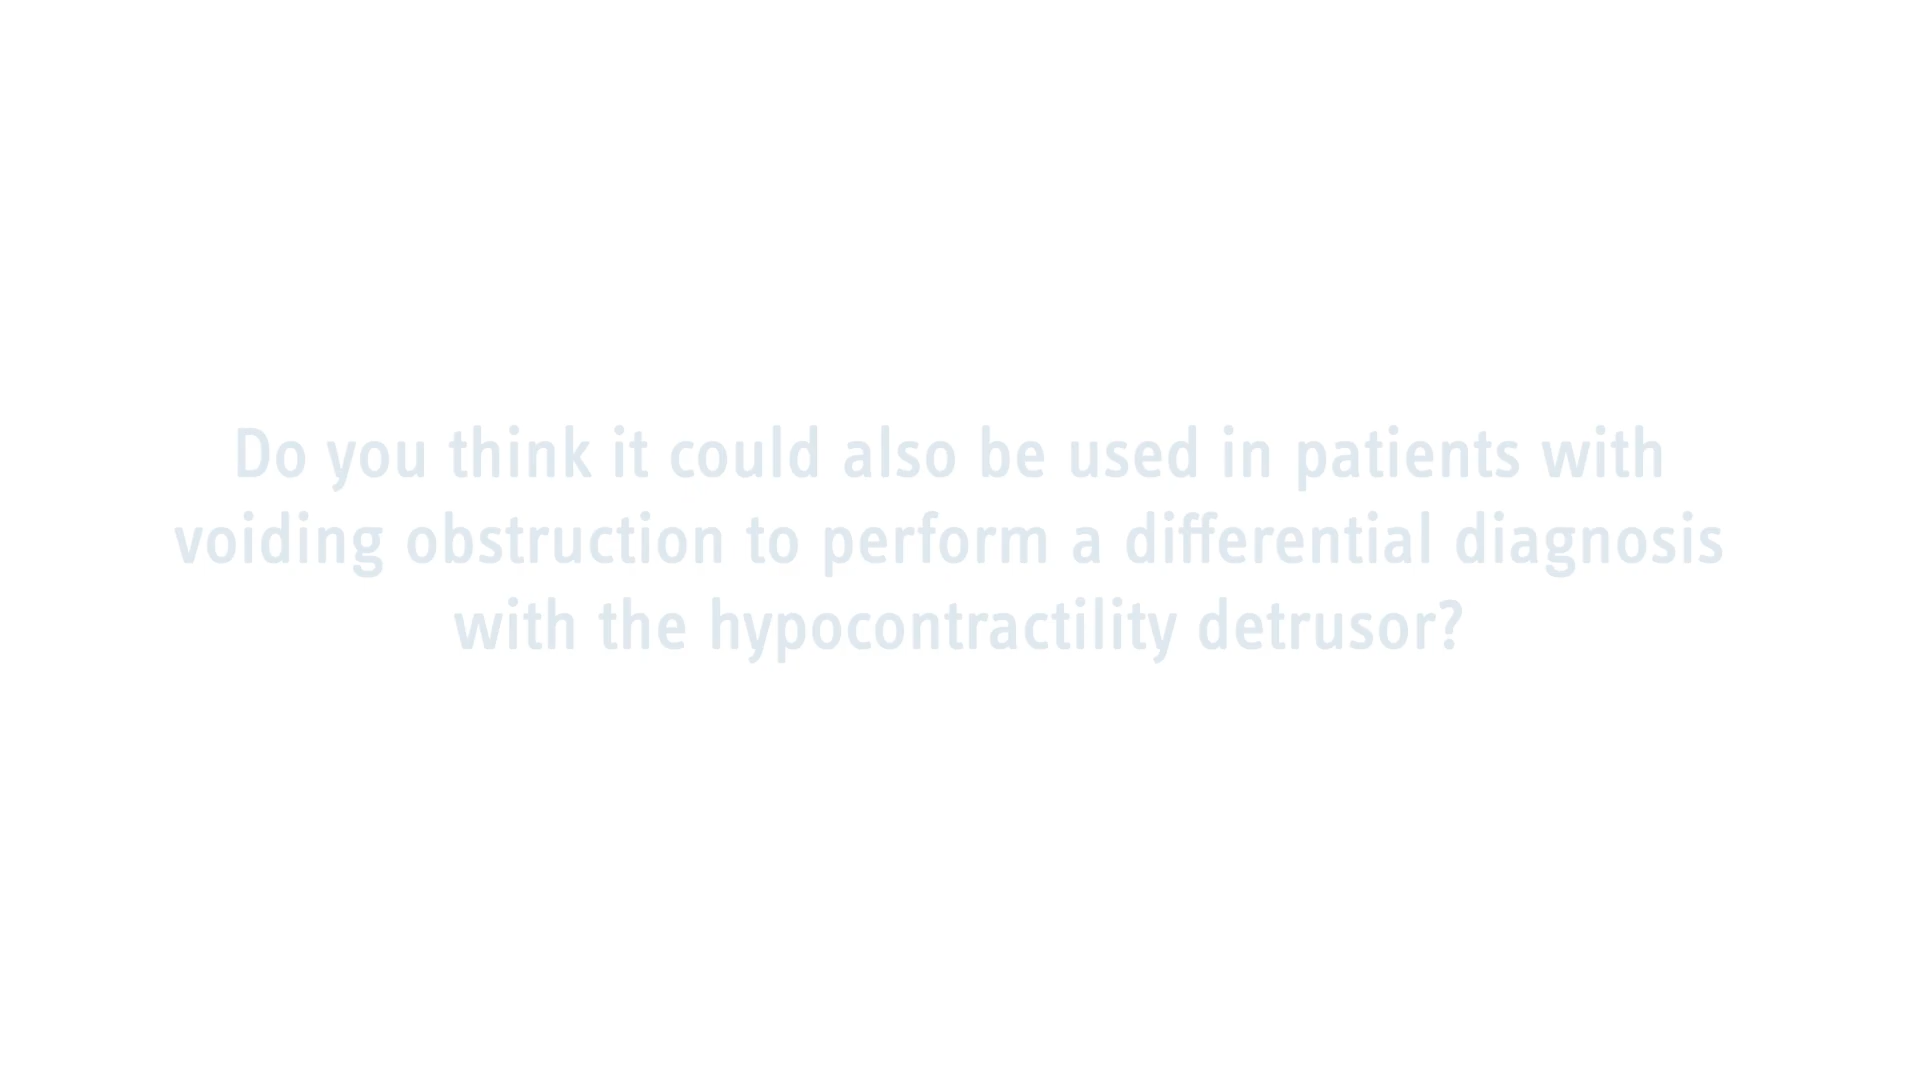 Do you think it could also be used in patients with
voiding obstruction to perform a differential diagnosis
with the hypocontractility detrusor?